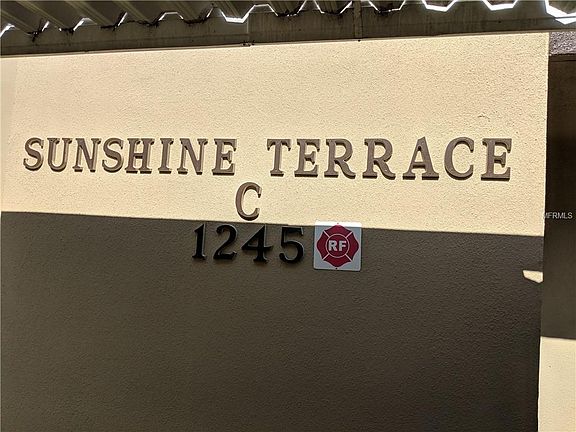 SUNSHINE TERRACE
C
1245 RF
MFRMLS